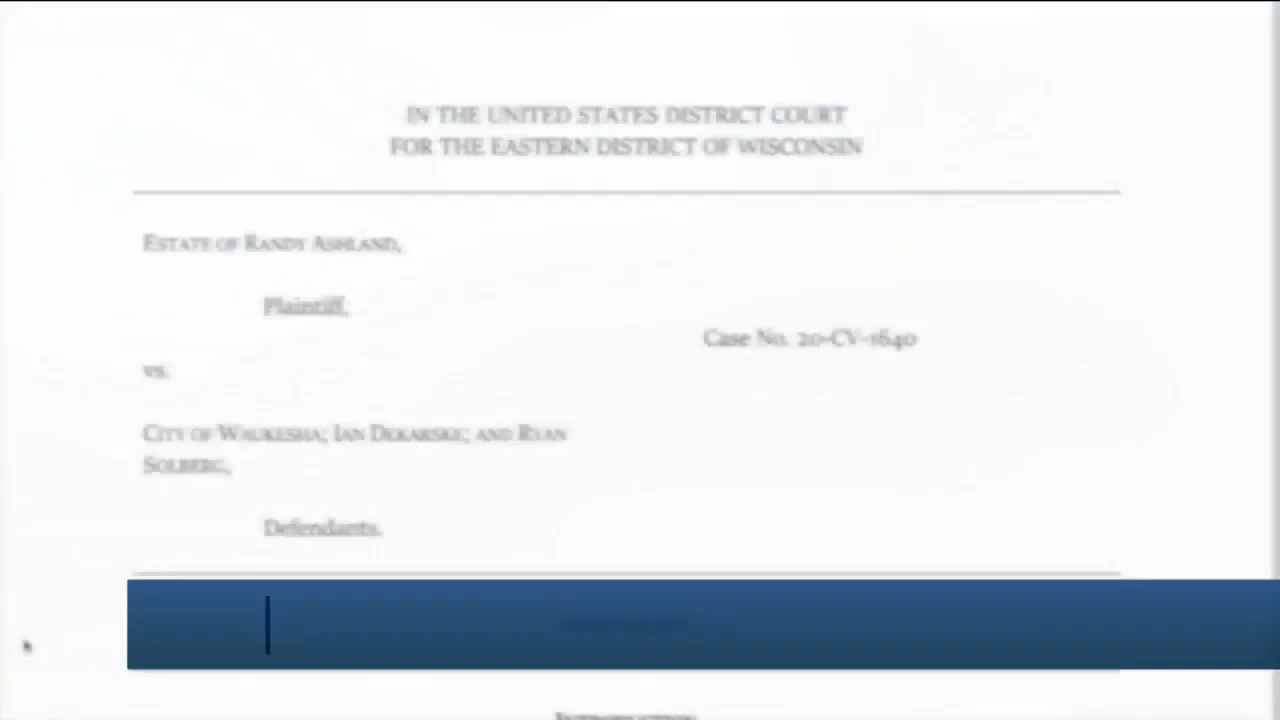 IN THE UNITED STATES DISTRICT COURT
FOR THE EASTERN DISTRICT OF WISCONSIN
ESTATE OF RANDY ASHLAND,
Plaintiff,
Case No. 20-CV-1640
vs.
CITY OF WAUKESHA; IAN DEKARSKE; AND RYAN
SOLBERG,
Defendants.
INTRODUCTION